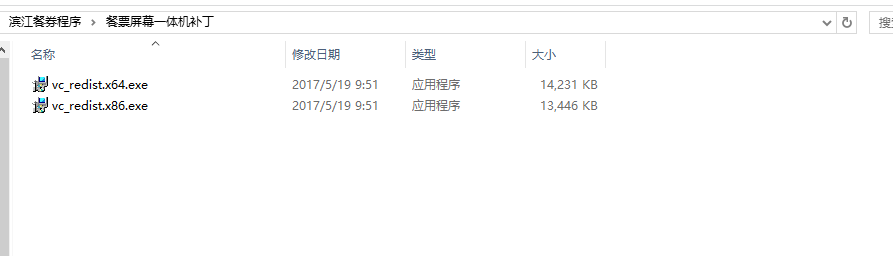 滨江餐券程序 › 餐票屏幕一体机补丁
搜
名称 修改日期 类型 大小
vc_redist.x64.exe 2017/5/19 9:51 应用程序 14,231 KB
vc_redist.x86.exe 2017/5/19 9:51 应用程序 13,446 KB